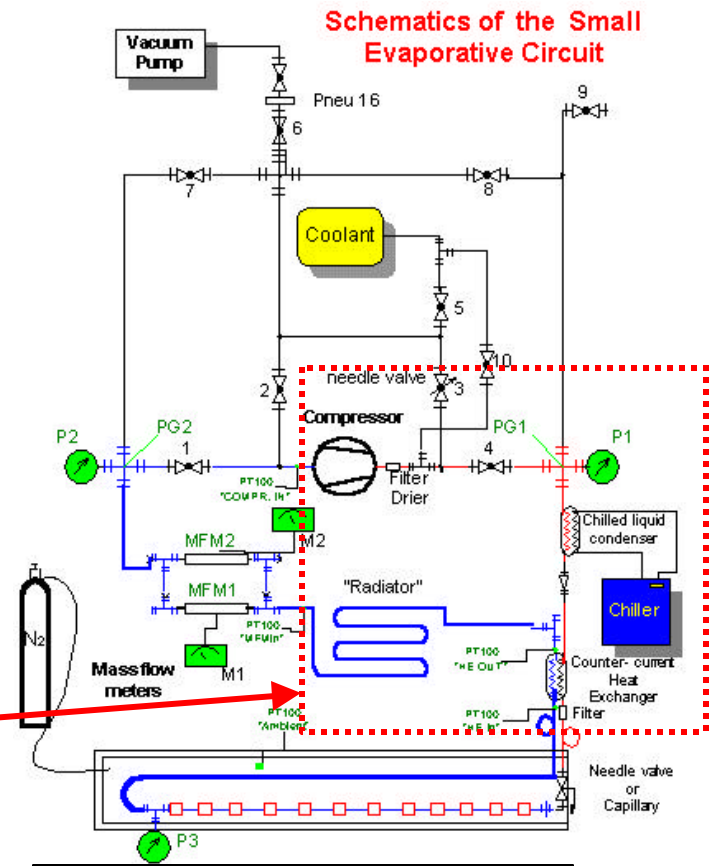 Schematics of the Small
Evaporative Circuit
Vacuum
Pump
Pneu 16
6
9
7
8
Coolant
5
10
2
needle valve
3
Compressor
P2
PG2
1
PG1
4
P1
Filter
Drier
PT100
"COMPR. IN"
M2
Chilled liquid
condenser
MFM2
MFM1
"Radiator"
Chiller
N2
PT100
"MFMIn"
M1
PT100
"HE OUT"
Counter- current
Heat
Exchanger
Mass flow
meters
PT100
"Ambient"
PT100
"HE In"
Filter
Needle valve
or
Capillary
P3